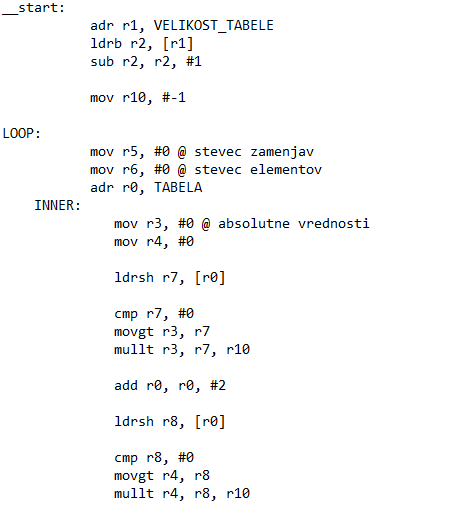 __start:
adr r1, VELIKOST_TABELE
ldrb r2, [r1]
sub r2, r2, #1
mov r10, #-1
LOOP:
mov r5, #0 @ stevec zamenjav
mov r6, #0 @ stevec elementov
adr r0, TABELA
INNER:
mov r3, #0 @ absolutne vrednosti
mov r4, #0
ldrsh r7, [r0]
cmp r7, #0
movgt r3, r7
mullt r3, r7, r10
add r0, r0, #2
ldrsh r8, [r0]
cmp r8, #0
movgt r4, r8
mullt r4, r8, r10